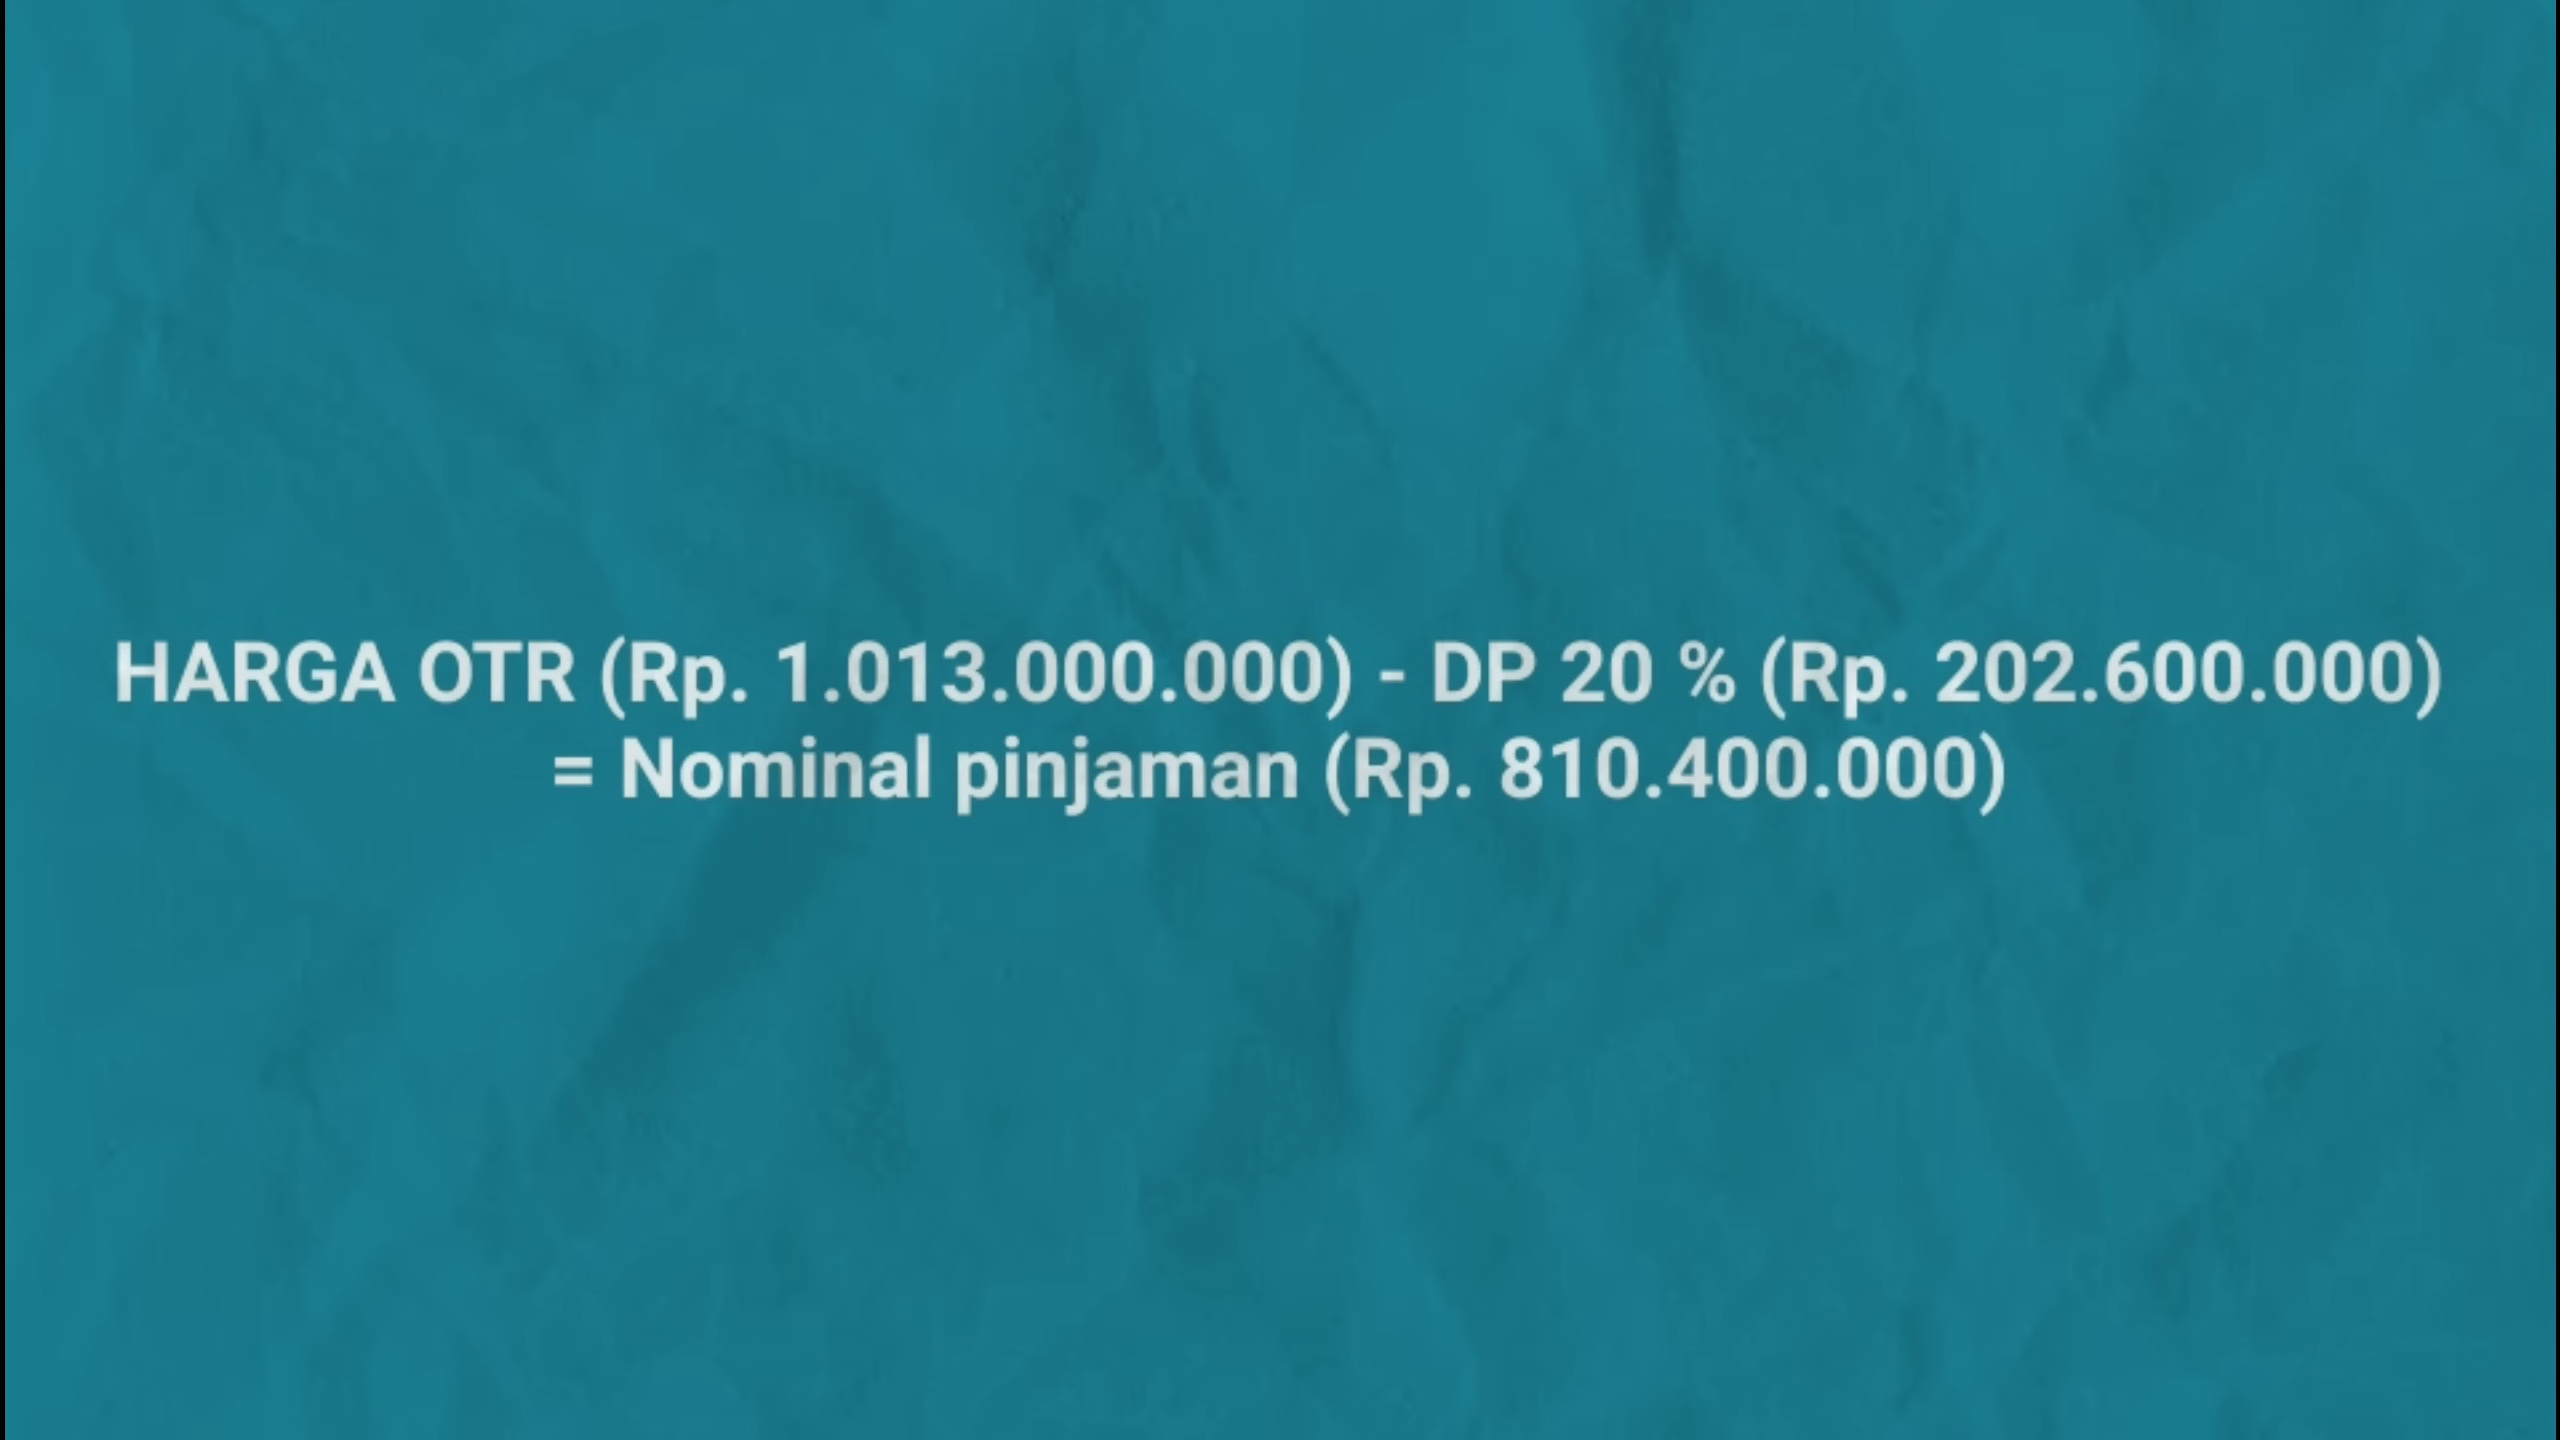 HARGA OTR (Rp. 1.013.000.000) - DP 20 % (Rp. 202.600.000)
= Nominal pinjaman (Rp. 810.400.000)